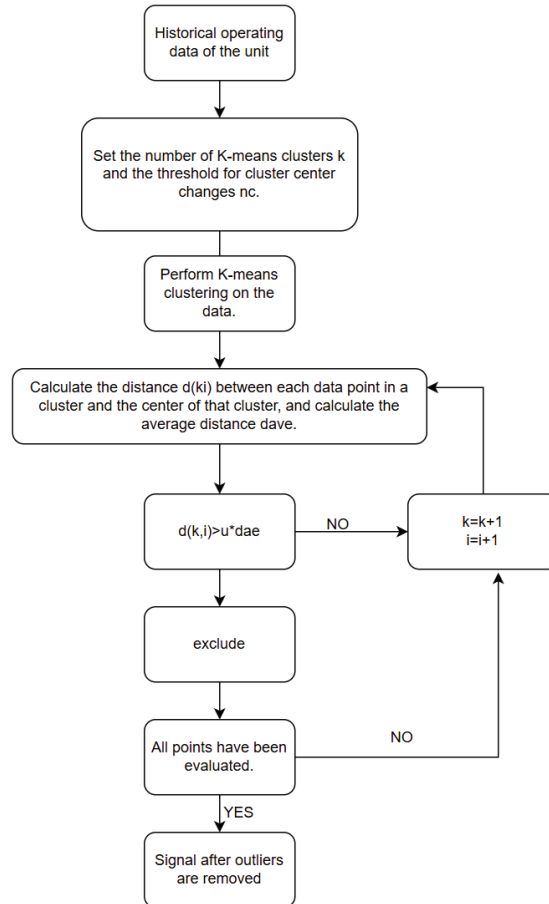 Historical operating
data of the unit
Set the number of K-means clusters k
and the threshold for cluster center
changes nc.
Perform K-means
clustering on the
data.
Calculate the distance d(ki) between each data point in a
cluster and the center of that cluster, and calculate the
average distance dave.
d(k,i)>u*dae
NO
k=k+1
i=i+1
exclude
All points have been
evaluated.
NO
YES
Signal after outliers
are removed